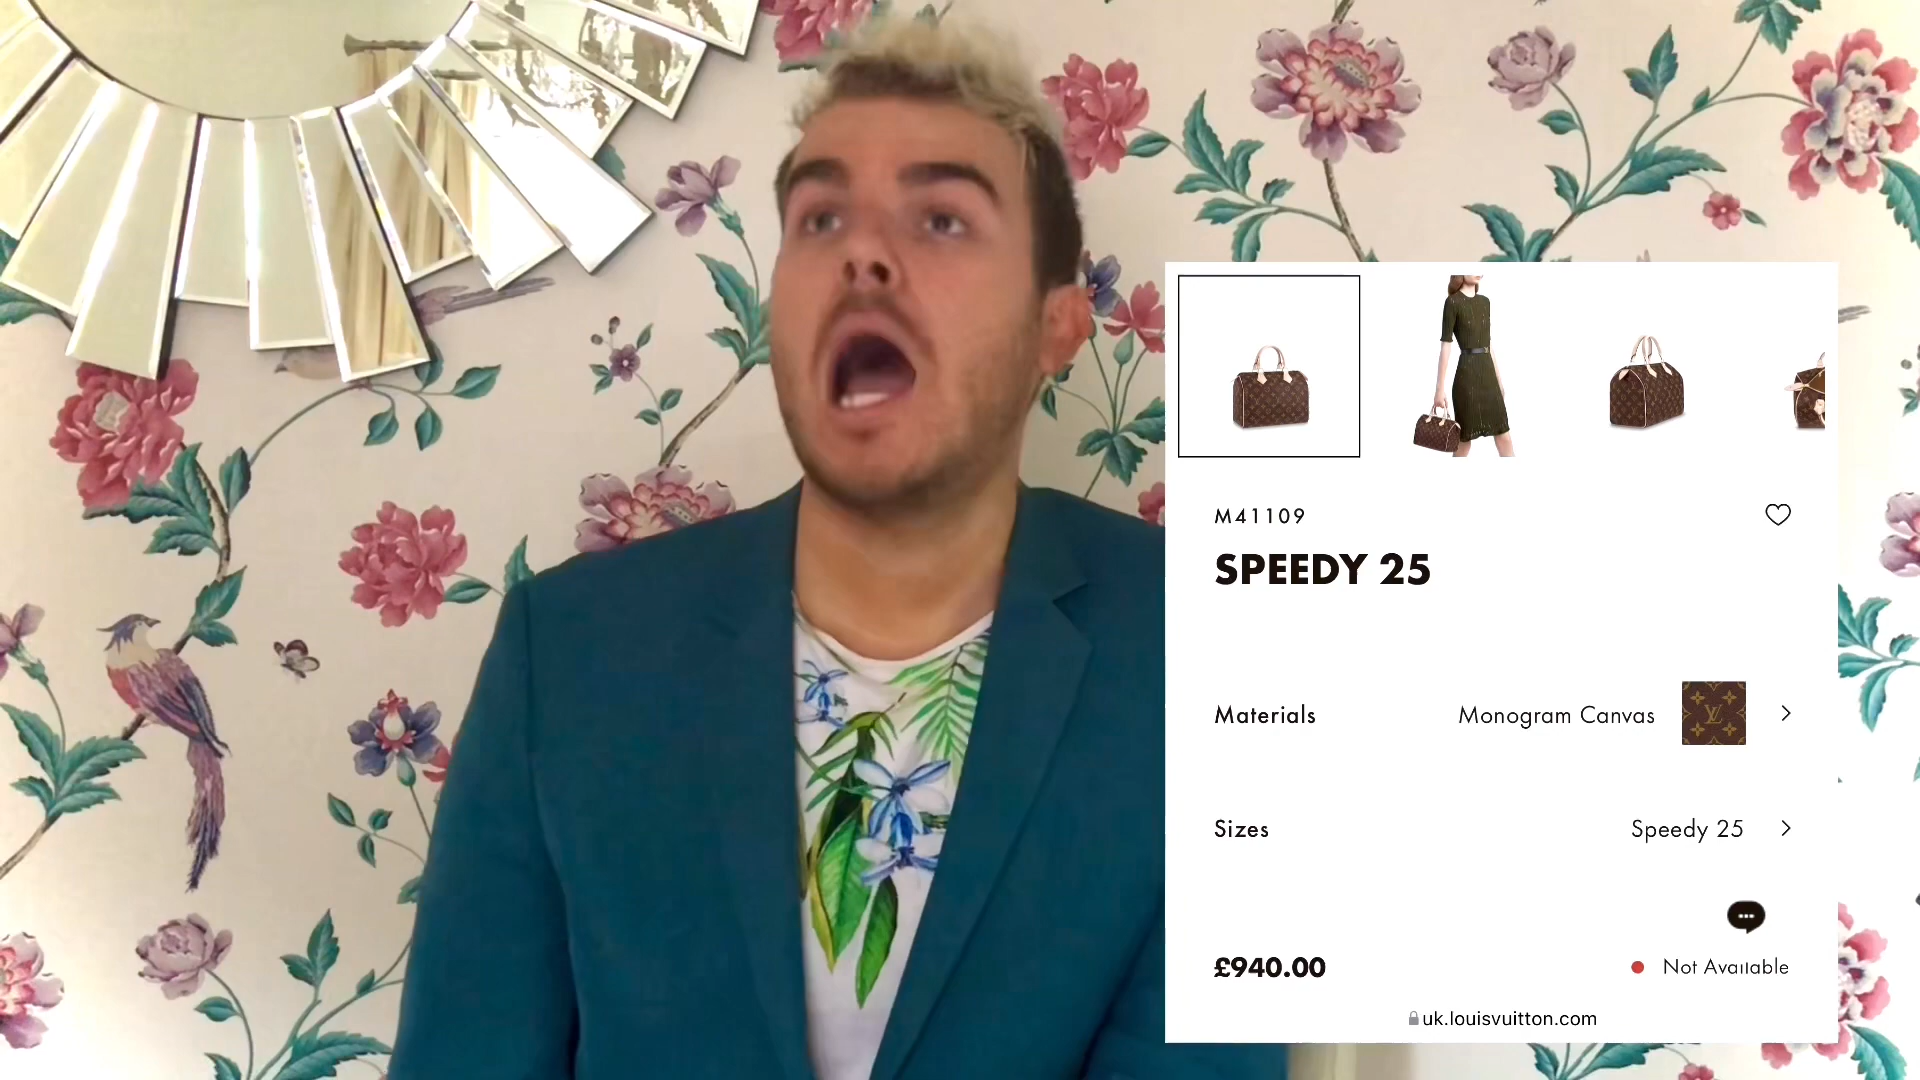 M41109
SPEEDY 25
Materials Monogram Canvas
Sizes Speedy 25
£940.00 Not Available
uk.louisvuitton.com